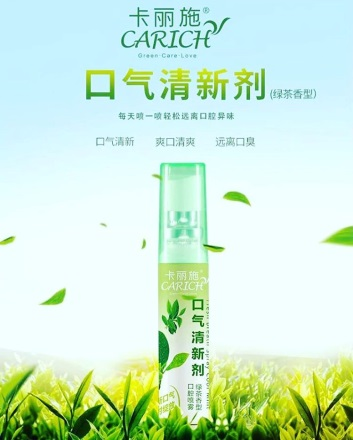 卡丽施®
CARICH
Green·Care·Love
口气清新剂(绿茶香型)
每天喷一喷轻松远离口腔异味
口气清新 爽口清爽 远离口臭
卡丽施®
CARICH
口气清新剂
绿茶香型
口腔喷雾